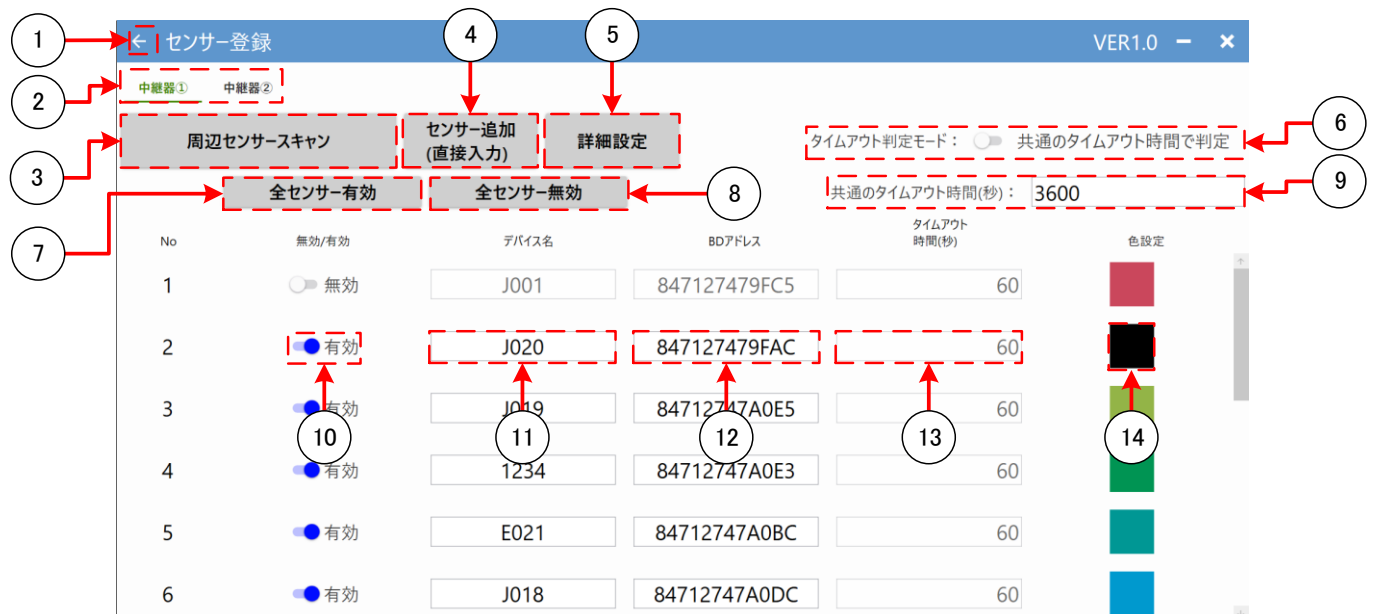 1
← センサー登録
4
5
VER1.0 － ×
2
中継器① 中継器②
3
周辺センサースキャン
センサー追加
(直接入力)
詳細設定
タイムアウト判定モード： 共通のタイムアウト時間で判定
6
7
全センサー有効
全センサー無効
8
共通のタイムアウト時間(秒)： 3600
9
No 無効/有効 デバイス名 BDアドレス タイムアウト
時間(秒) 色設定
1 無効 J001 847127479FC5 60
2 有効 J020 847127479FAC 60
3 有効 J019 84712747A0E5 60
10 11 12 13 14
4 有効 1234 84712747A0E3 60
5 有効 E021 84712747A0BC 60
6 有効 J018 84712747A0DC 60